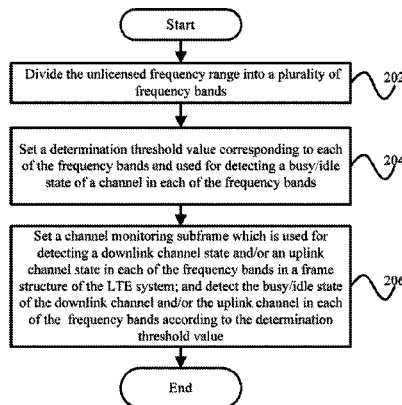 Start
Divide the unlicensed frequency range into a plurality of
frequency bands
202
Set a determination threshold value corresponding to each
of the frequency bands and used for detecting a busy/idle
state of a channel in each of the frequency bands
204
Set a channel monitoring subframe which is used for
detecting a downlink channel state and/or an uplink
channel state in each of the frequency bands in a frame
structure of the LTE system; and detect the busy/idle state
of the downlink channel and/or the uplink channel in each
of the frequency bands according to the determination
threshold value
206
End